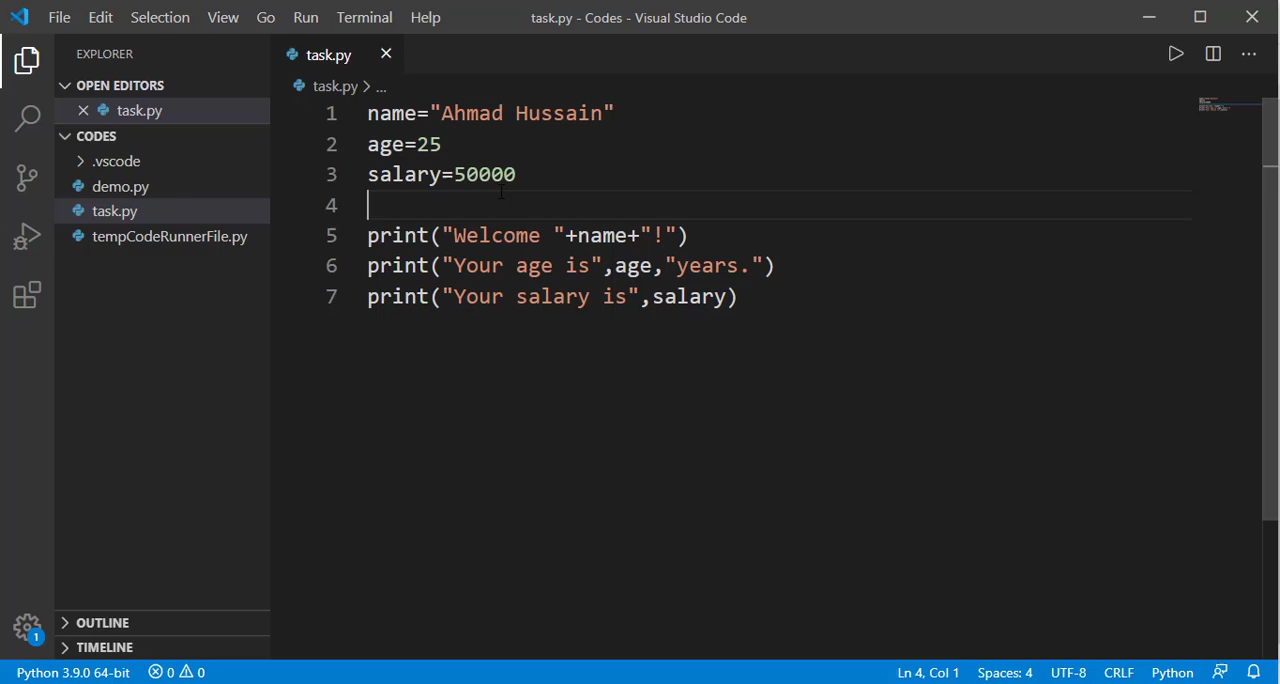 File Edit Selection View Go Run Terminal Help task.py - Codes - Visual Studio Code
EXPLORER
OPEN EDITORS
task.py
CODES
.vscode
demo.py
task.py
tempCodeRunnerFile.py
OUTLINE
TIMELINE
task.py
task.py > ...
1 name="Ahmad Hussain"
2 age=25
3 salary=50000
4
5 print("Welcome "+name+"!")
6 print("Your age is",age,"years.")
7 print("Your salary is",salary)
1
Python 3.9.0 64-bit 0 0 Ln 4, Col 1 Spaces: 4 UTF-8 CRLF Python